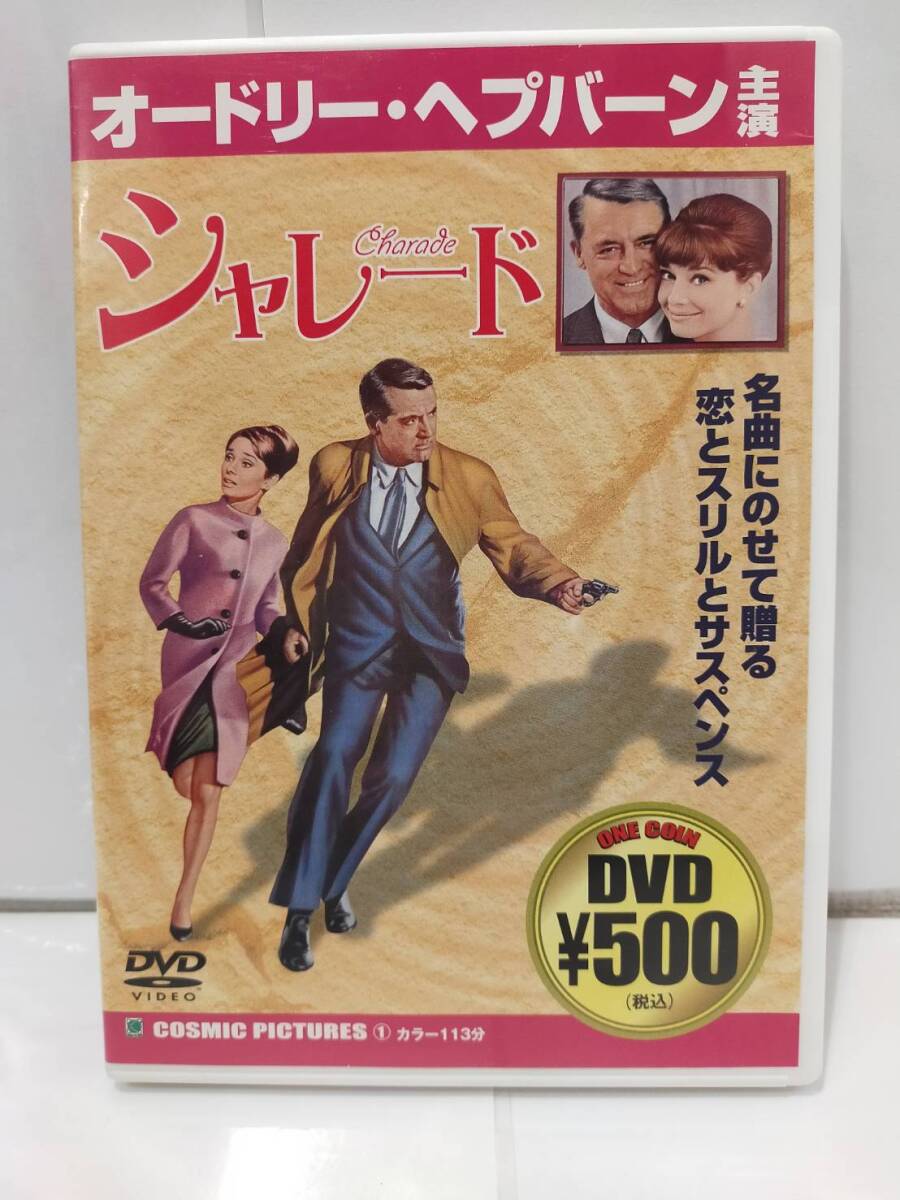 オードリー・ヘプバーン主演
シャレード
Charade
名曲にのせて贈る
恋とスリルとサスペンス
ONE COIN
DVD
¥500
(税込)
DVD
VIDEO™
COSMIC PICTURES ① カラー113分